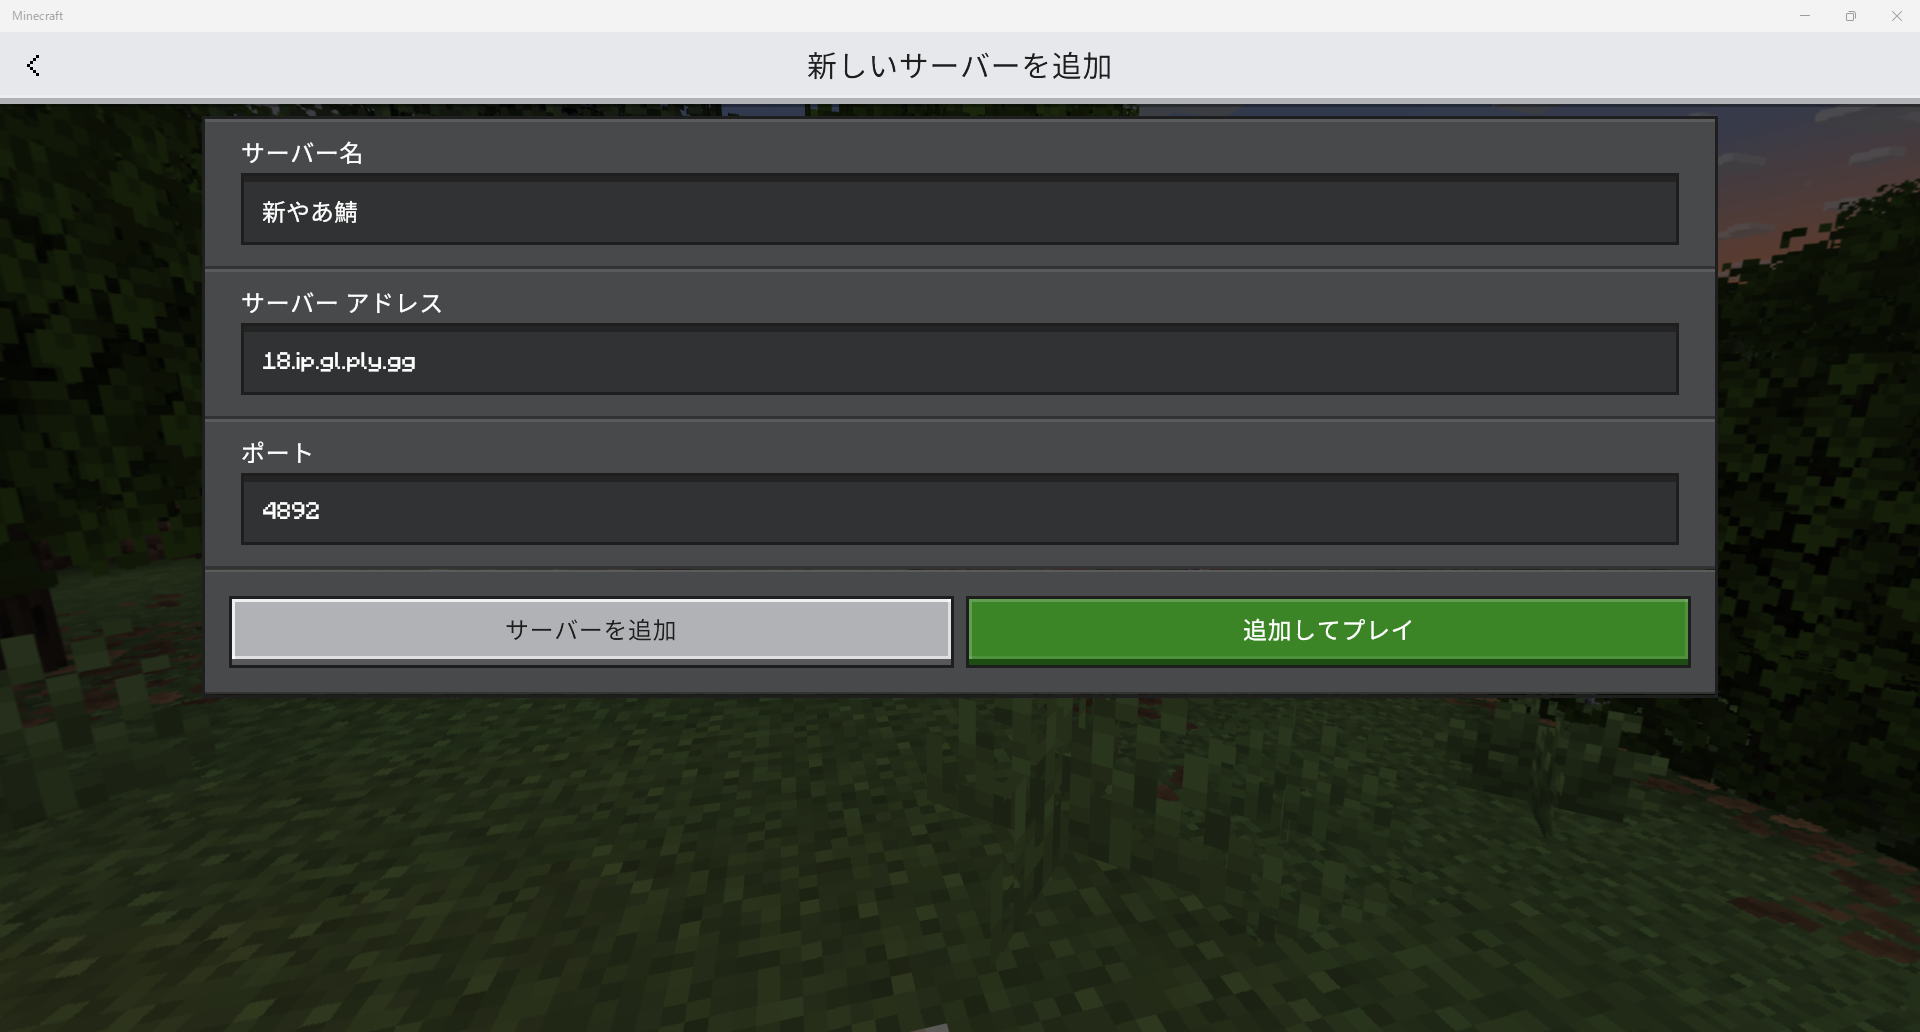 Minecraft
新しいサーバーを追加
サーバー名
新やあ鯖
サーバー アドレス
18.ip.gl.ply.gg
ポート
4892
サーバーを追加
追加してプレイ